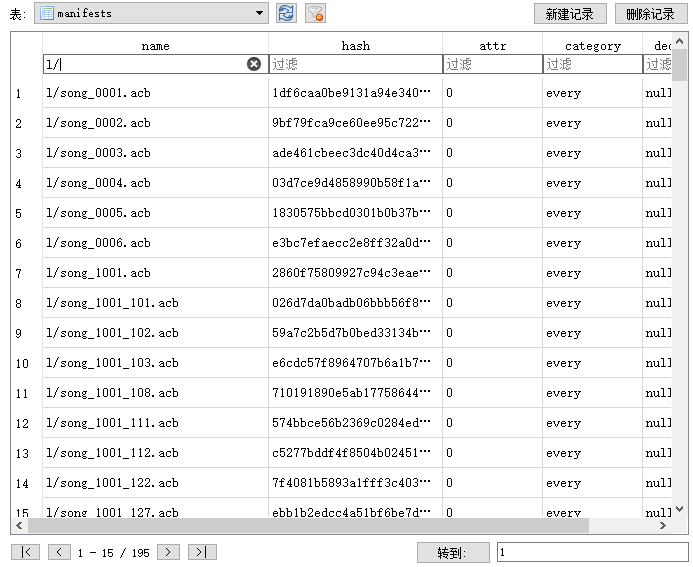 表: manifests 新建记录 删除记录
name hash attr category dec
l/ 过滤 过滤 过滤 过滤
1 l/song_0001.acb 1df6caa0be9131a94e340… 0 every null
2 l/song_0002.acb 9bf79fca9ce60ee95c722… 0 every null
3 l/song_0003.acb ade461cbeec3dc40d4ca3… 0 every null
4 l/song_0004.acb 03d7ce9d4858990b58f1a… 0 every null
5 l/song_0005.acb 1830575bbcd0301b0b37b… 0 every null
6 l/song_0006.acb e3bc7efaecc2e8ff32a0d… 0 every null
7 l/song_1001.acb 2860f75809927c94c3eae… 0 every null
8 l/song_1001_101.acb 026d7da0badb06bbb56f8… 0 every null
9 l/song_1001_102.acb 59a7c2b5d7b0bed33134b… 0 every null
10 l/song_1001_103.acb e6cdc57f8964707b6a1b7… 0 every null
11 l/song_1001_108.acb 710191890e5ab17758644… 0 every null
12 l/song_1001_111.acb 574bbce56b2369c0284ed… 0 every null
13 l/song_1001_112.acb c5277bddf4f8504b02451… 0 every null
14 l/song_1001_122.acb 7f4081b5893a1fff3c403… 0 every null
15 l/song_1001_127.acb ebb1b2edcc4a51bf6be7d… 0 every null
1 - 15 / 195 转到: 1